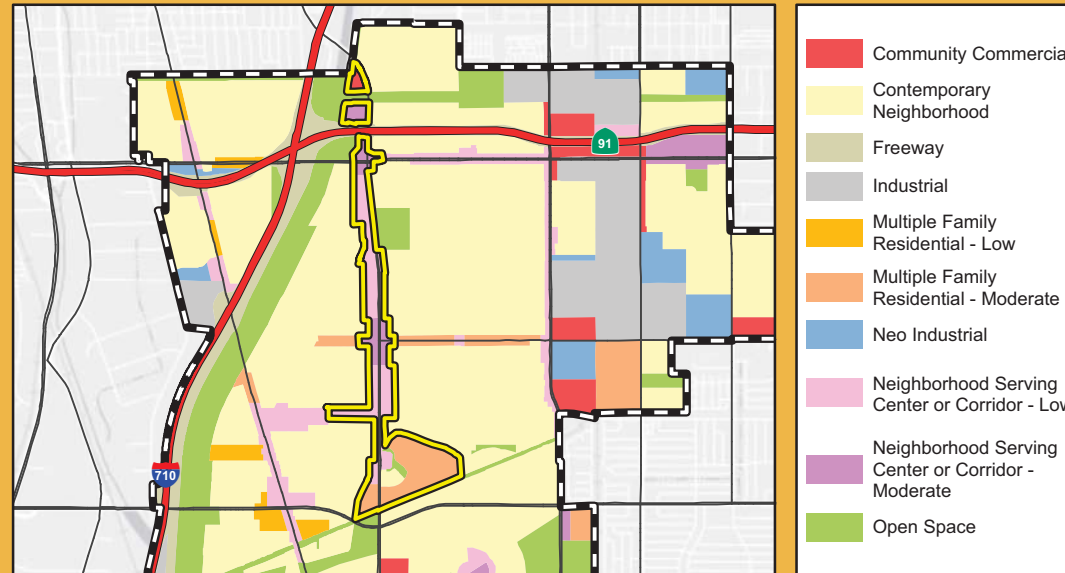 91
710
Community Commercia
Contemporary
Neighborhood
Freeway
Industrial
Multiple Family
Residential - Low
Multiple Family
Residential - Moderate
Neo Industrial
Neighborhood Serving
Center or Corridor - Low
Neighborhood Serving
Center or Corridor -
Moderate
Open Space